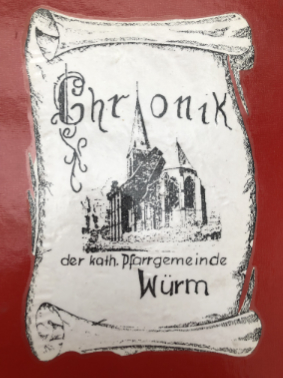 Chronik
der kath. Pfarrgemeinde
Würm